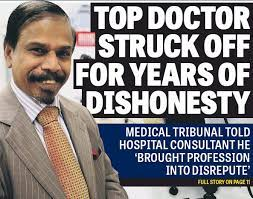 TOP DOCTOR
STRUCK OFF
FOR YEARS OF
DISHONESTY
MEDICAL TRIBUNAL TOLD
HOSPITAL CONSULTANT HE
‘BROUGHT PROFESSION
INTO DISREPUTE’
FULL STORY ON PAGE 11